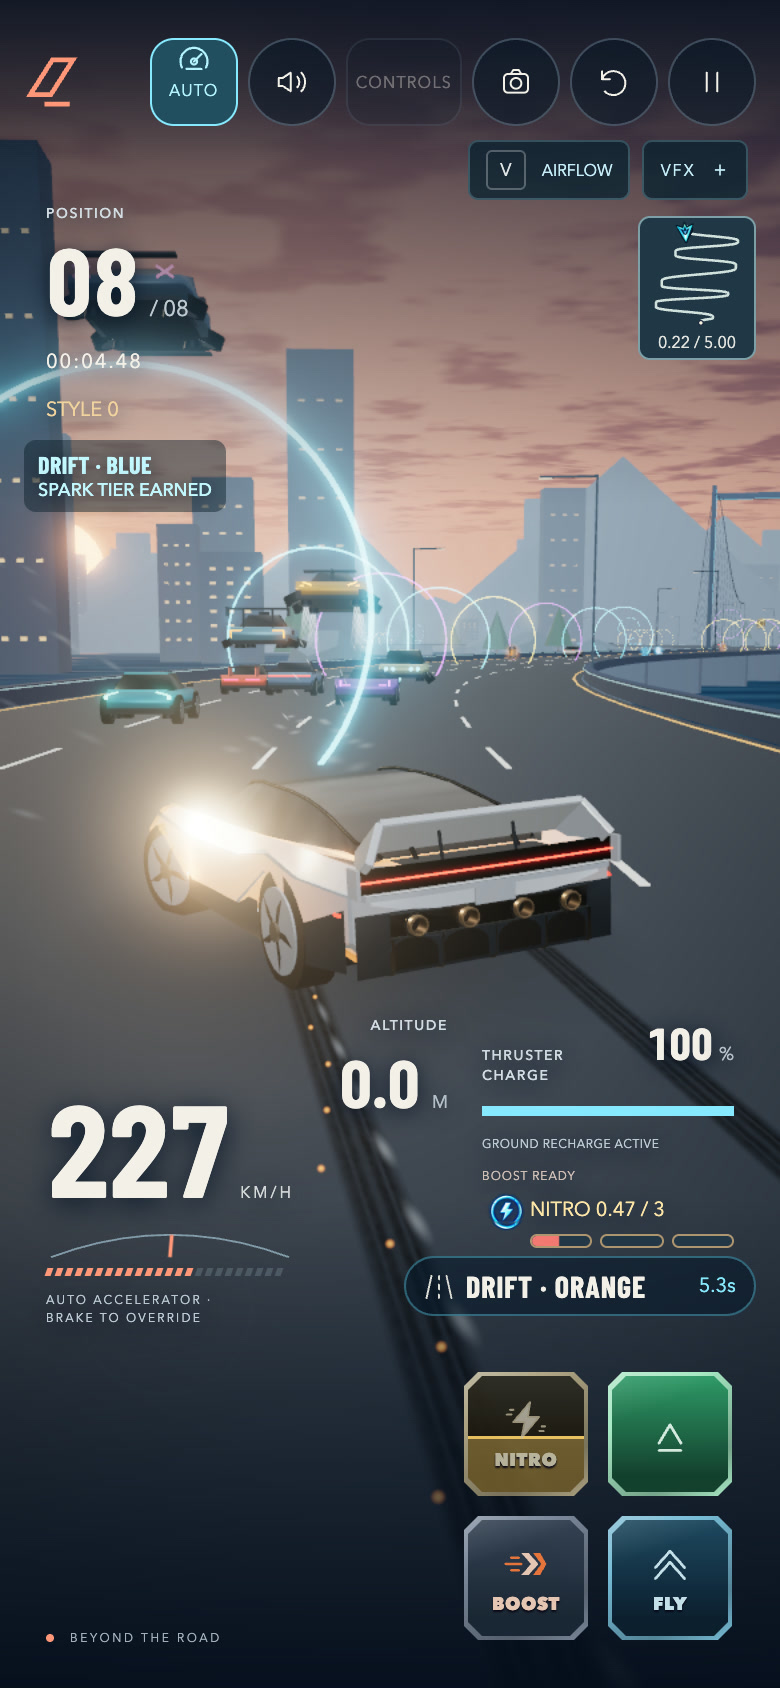 AUTO
CONTROLS
V AIRFLOW
VFX +
POSITION
08 / 08
00:04.48
STYLE 0
0.22 / 5.00
DRIFT · BLUE
SPARK TIER EARNED
ALTITUDE
0.0 M
THRUSTER
CHARGE
100 %
GROUND RECHARGE ACTIVE
BOOST READY
NITRO 0.47 / 3
227 KM/H
AUTO ACCELERATOR ·
BRAKE TO OVERRIDE
DRIFT · ORANGE 5.3s
NITRO
BOOST
FLY
BEYOND THE ROAD